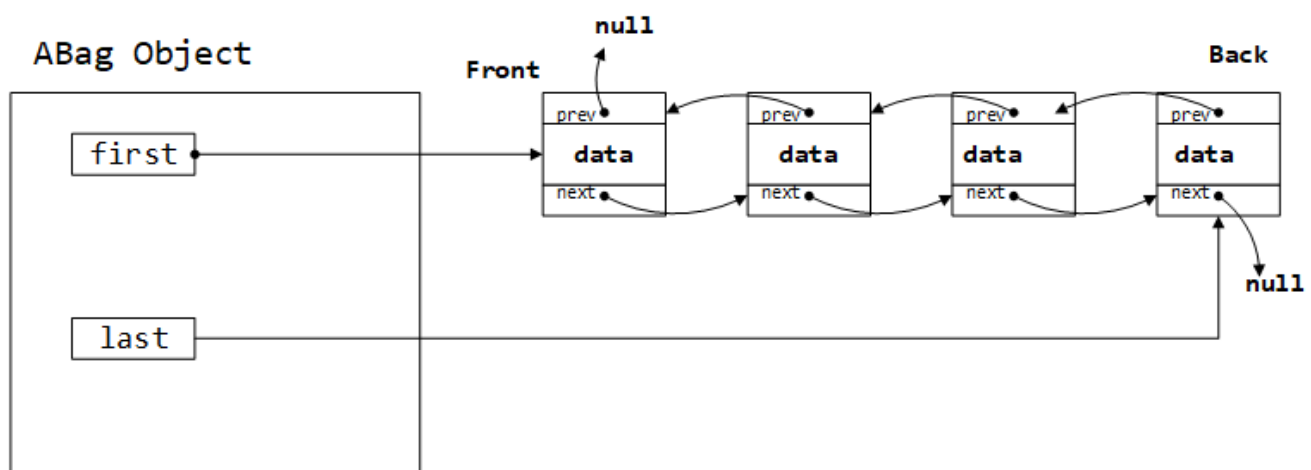 null
ABag Object
Front
Back
prev
prev
prev
prev
first
data
data
data
data
next
next
next
next
null
last